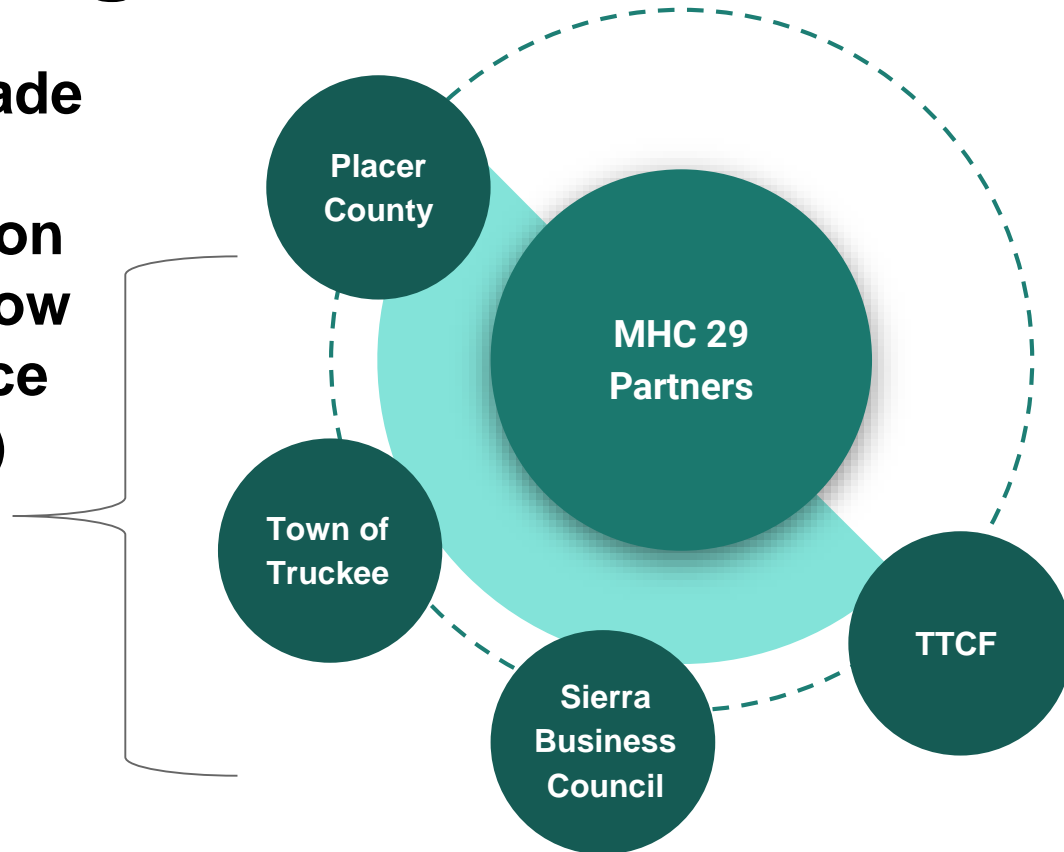 ade
on
ow
ce
)
Placer
County
MHC 29
Partners
Town of
Truckee
Sierra
Business
Council
TTCF